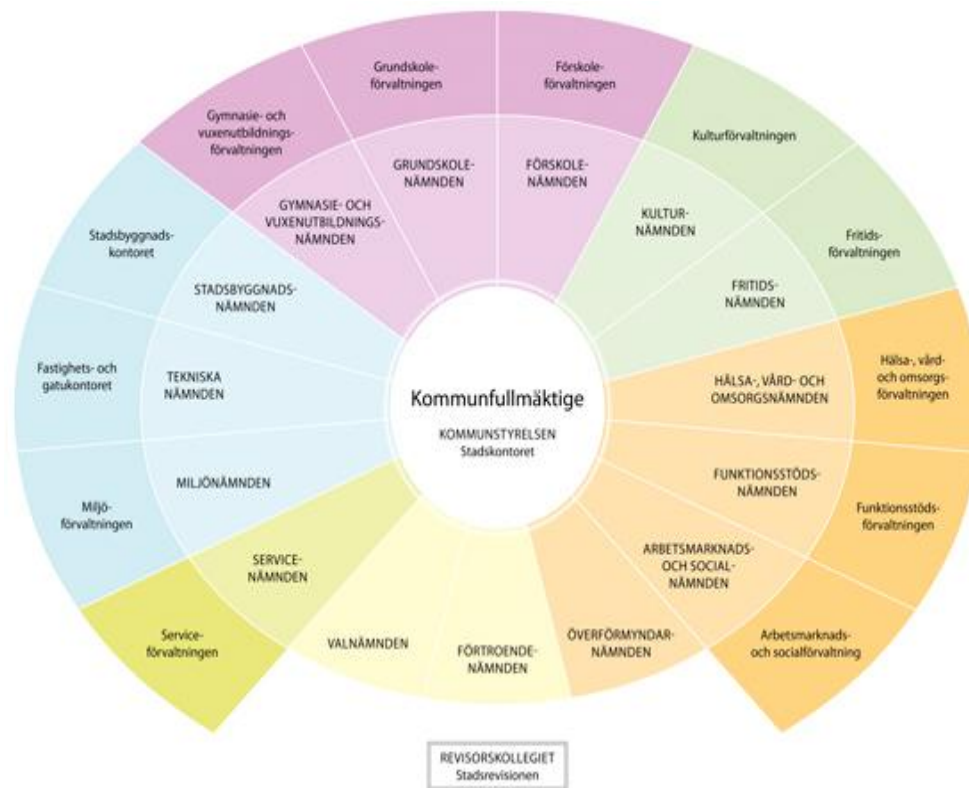 Grundskole-
förvaltningen
Förskole-
förvaltningen
Gymnasie- och
vuxenutbildnings-
förvaltningen
Kulturförvaltningen
GRUNDSKOLE-
NÄMNDEN
FÖRSKOLE-
NÄMNDEN
GYMNASIE- OCH
VUXENUTBILDNINGS-
NÄMNDEN
KULTUR-
NÄMNDEN
Stadsbyggnads-
kontoret
Fritids-
förvaltningen
STADSBYGGNADS-
NÄMNDEN
FRITIDS-
NÄMNDEN
Fastighets- och
gatukontoret
TEKNISKA
NÄMNDEN
Kommunfullmäktige
KOMMUNSTYRELSEN
Stadskontoret
HÄLSA-, VÅRD- OCH
OMSORGSNÄMNDEN
Hälsa-, vård-
och omsorgs-
förvaltningen
Miljö-
förvaltningen
MILJÖNÄMNDEN
FUNKTIONSSTÖDS-
NÄMNDEN
Funktionsstöds-
förvaltningen
SERVICE-
NÄMNDEN
ARBETSMARKNADS-
OCH SOCIAL-
NÄMNDEN
Service-
förvaltningen
VALNÄMNDEN
FÖRTROENDE-
NÄMNDEN
ÖVERFÖRMYNDAR-
NÄMNDEN
Arbetsmarknads-
och socialförvaltning
REVISORSKOLLEGIET
Stadsrevisionen